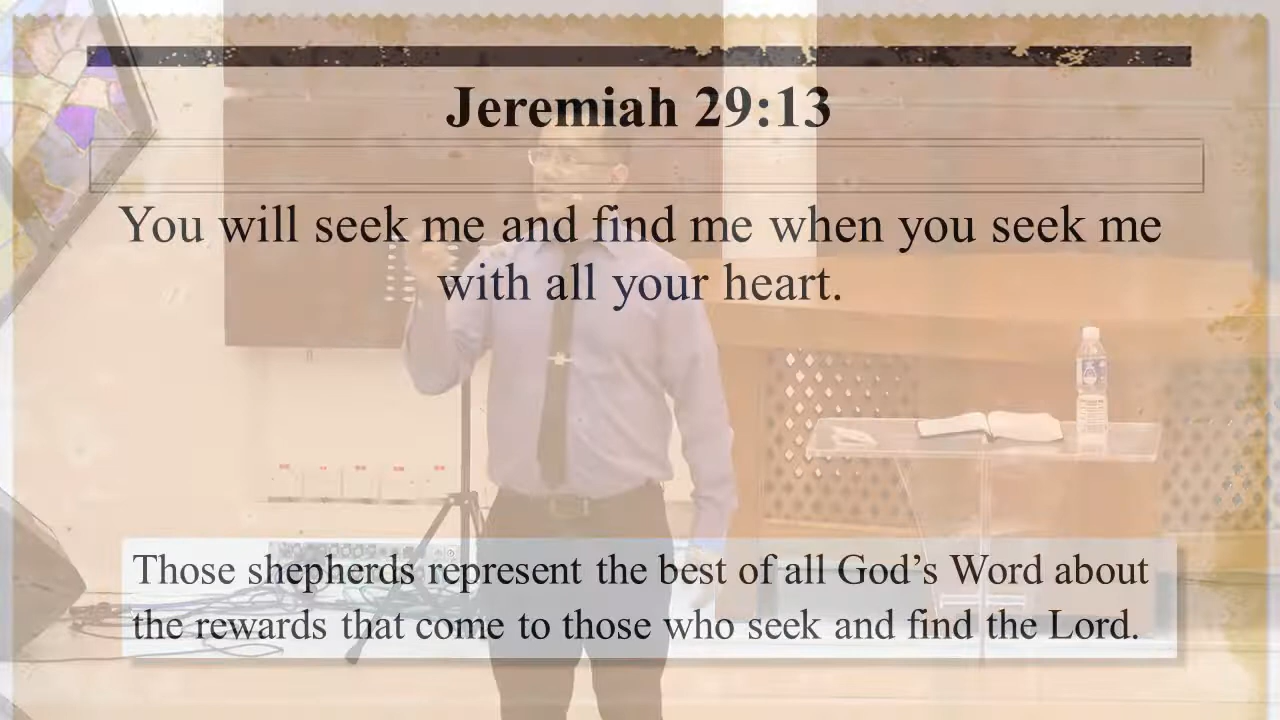 Jeremiah 29:13
You will seek me and find me when you seek me
with all your heart.
Those shepherds represent the best of all God’s Word about
the rewards that come to those who seek and find the Lord.